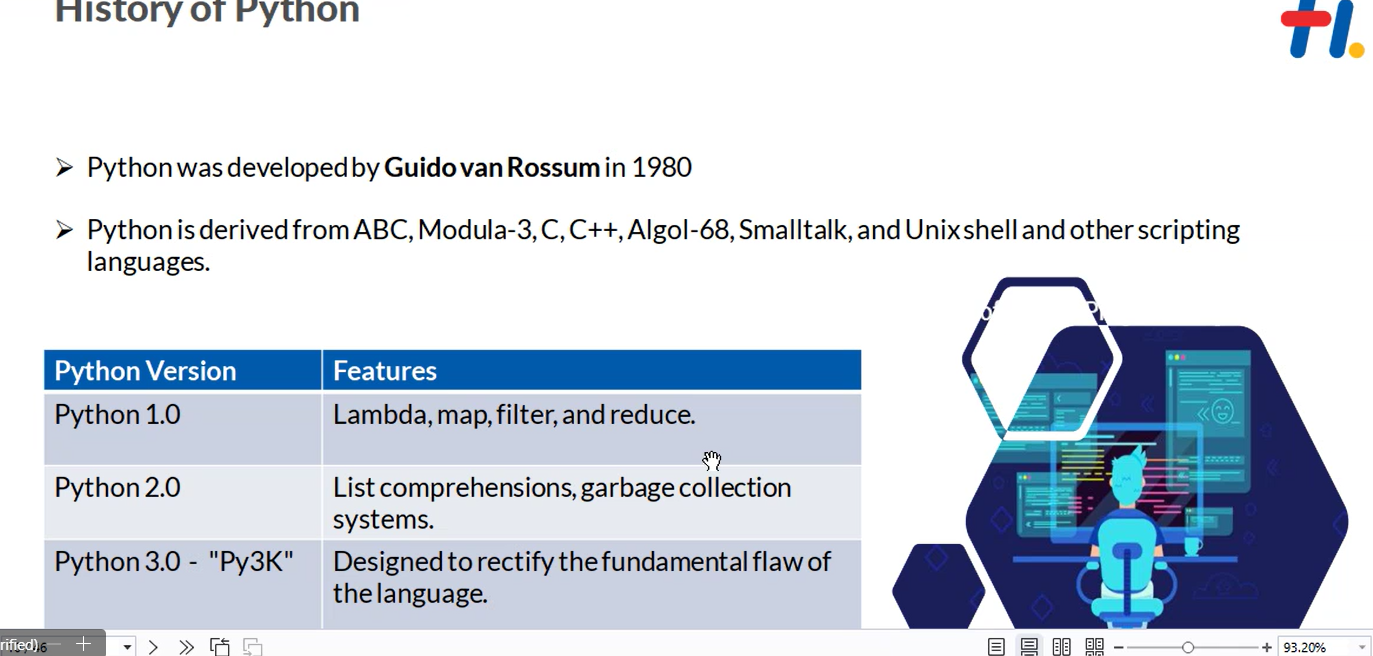 History of Python
Python was developed by Guido van Rossum in 1980
Python is derived from ABC, Modula-3, C, C++, Algol-68, Smalltalk, and Unix shell and other scripting
languages.
Python Version Features
Python 1.0 Lambda, map, filter, and reduce.
Python 2.0 List comprehensions, garbage collection
systems.
Python 3.0 - "Py3K" Designed to rectify the fundamental flaw of
the language.
rified)
93.20%